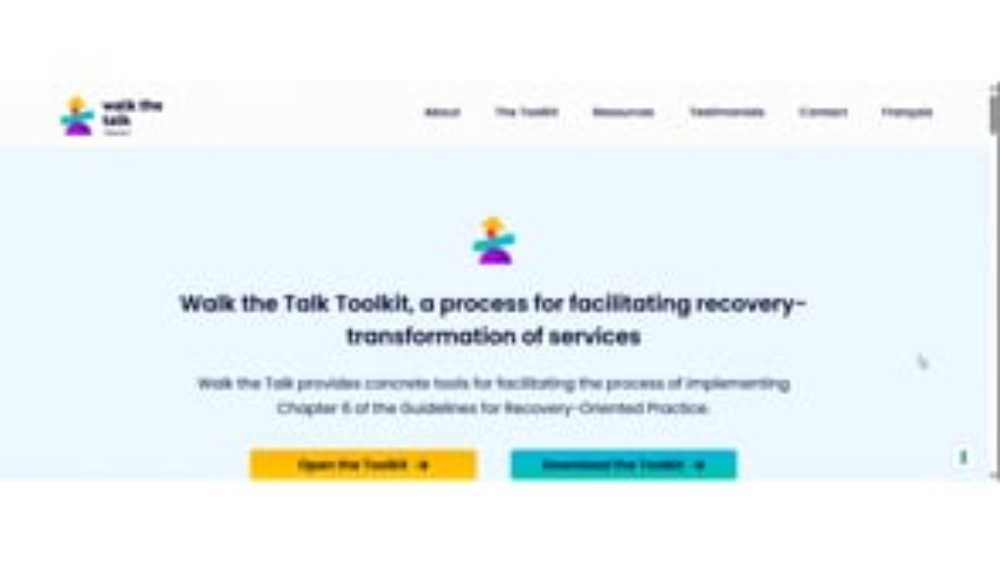 walk the
talk
About The Toolkit Resources Testimonials Contact Français
Walk the Talk Toolkit, a process for facilitating recovery-
transformation of services
Walk the Talk provides concrete tools for facilitating the process of implementing
Chapter 6 of the Guidelines for Recovery-Oriented Practice.
Open the Toolkit →
Download the Toolkit →